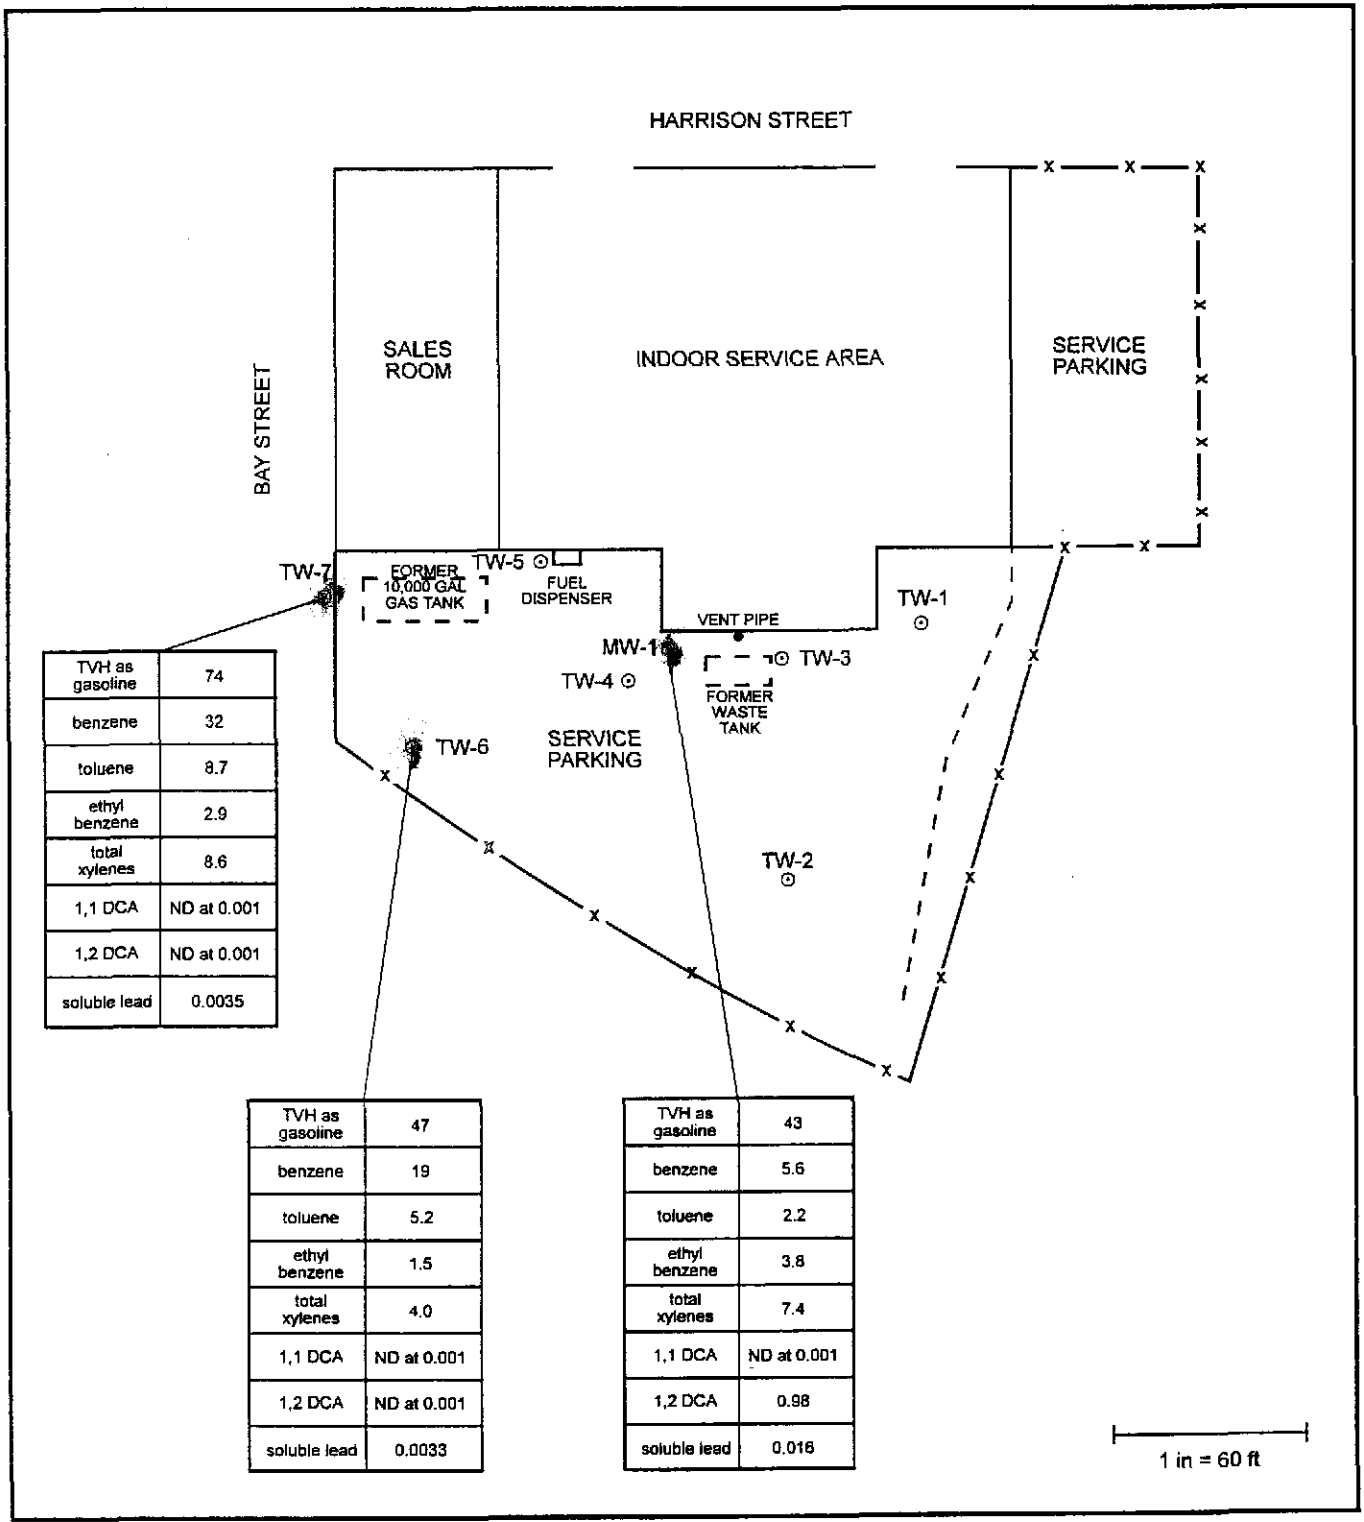 HARRISON STREET
SALES
ROOM
INDOOR SERVICE AREA
SERVICE
PARKING
BAY STREET
TW-7
FORMER
10,000 GAL
GAS TANK
TW-5
FUEL
DISPENSER
TW-1
VENT PIPE
MW-1
TW-3
TW-4
FORMER
WASTE
TANK
TW-6
SERVICE
PARKING
TW-2
TVH as
gasoline 74
benzene 32
toluene 8.7
ethyl
benzene 2.9
total
xylenes 8.6
1,1 DCA ND at 0.001
1,2 DCA ND at 0.001
soluble lead 0.0035
TVH as
gasoline 47
benzene 19
toluene 5.2
ethyl
benzene 1.5
total
xylenes 4.0
1,1 DCA ND at 0.001
1,2 DCA ND at 0.001
soluble lead 0.0033
TVH as
gasoline 43
benzene 5.6
toluene 2.2
ethyl
benzene 3.8
total
xylenes 7.4
1,1 DCA ND at 0.001
1,2 DCA 0.98
soluble lead 0.016
1 in = 60 ft